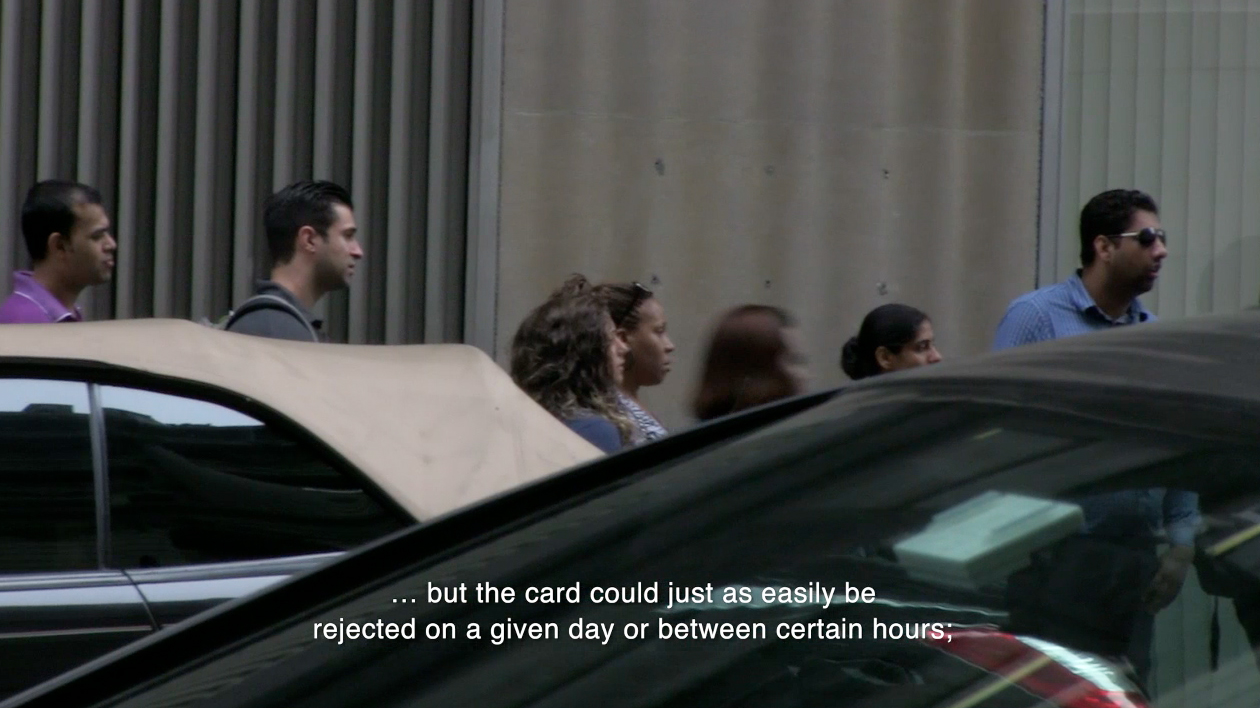 … but the card could just as easily be
rejected on a given day or between certain hours;